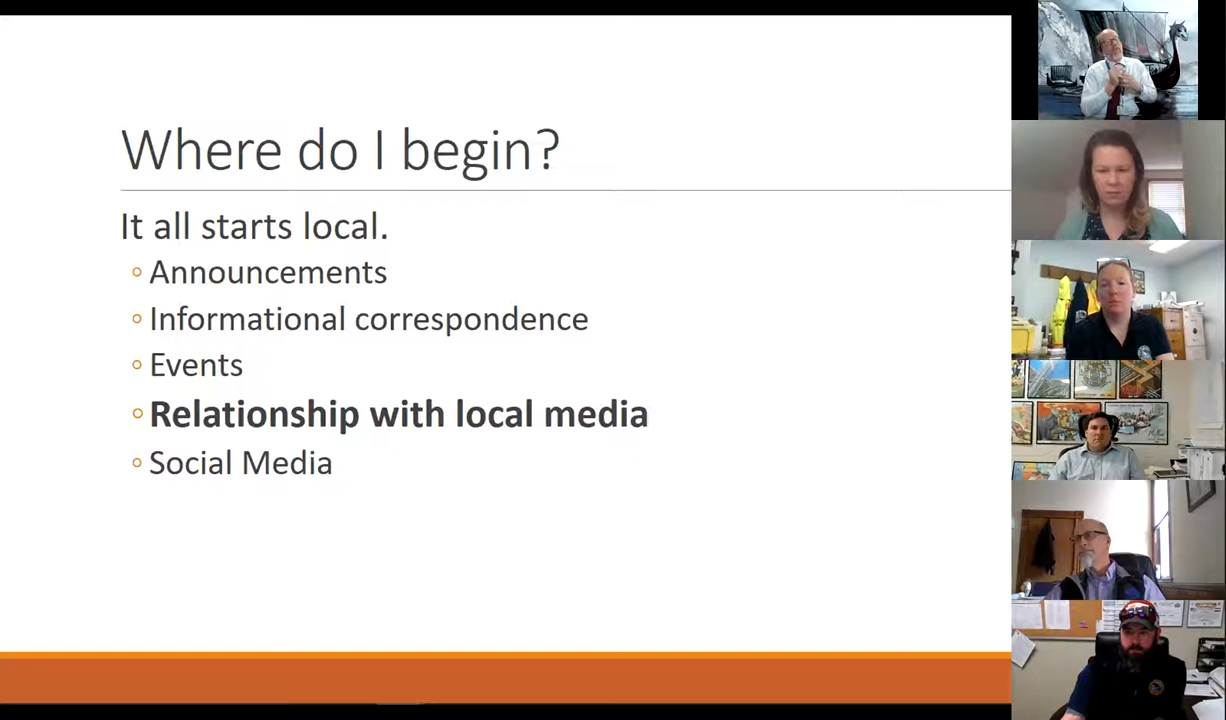 Where do I begin?
It all starts local.
Announcements
Informational correspondence
Events
Relationship with local media
Social Media